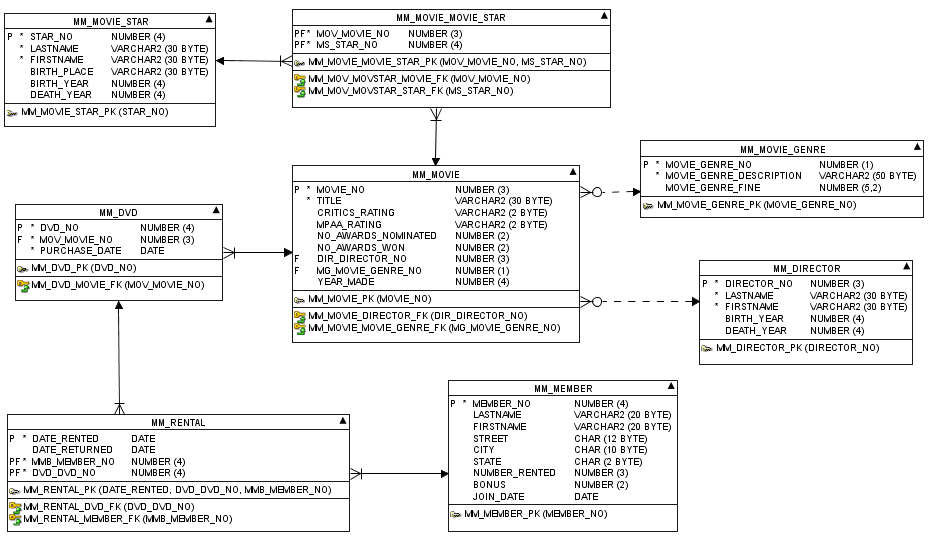 MM_MOVIE_STAR
P * STAR_NO NUMBER (4)
* LASTNAME VARCHAR2 (30 BYTE)
* FIRSTNAME VARCHAR2 (30 BYTE)
BIRTH_PLACE VARCHAR2 (30 BYTE)
BIRTH_YEAR NUMBER (4)
DEATH_YEAR NUMBER (4)
MM_MOVIE_STAR_PK (STAR_NO)
MM_MOVIE_MOVIE_STAR
PF* MOV_MOVIE_NO NUMBER (3)
PF* MS_STAR_NO NUMBER (4)
MM_MOVIE_MOVIE_STAR_PK (MOV_MOVIE_NO, MS_STAR_NO)
MM_MOV_MOVSTAR_MOVIE_FK (MOV_MOVIE_NO)
MM_MOV_MOVSTAR_STAR_FK (MS_STAR_NO)
MM_MOVIE_GENRE
P * MOVIE_GENRE_NO NUMBER (1)
* MOVIE_GENRE_DESCRIPTION VARCHAR2 (50 BYTE)
MOVIE_GENRE_FINE NUMBER (5,2)
MM_MOVIE_GENRE_PK (MOVIE_GENRE_NO)
MM_MOVIE
P * MOVIE_NO NUMBER (3)
* TITLE VARCHAR2 (30 BYTE)
CRITICS_RATING VARCHAR2 (2 BYTE)
MPAA_RATING VARCHAR2 (2 BYTE)
NO_AWARDS_NOMINATED NUMBER (2)
NO_AWARDS_WON NUMBER (2)
F DIR_DIRECTOR_NO NUMBER (3)
F MG_MOVIE_GENRE_NO NUMBER (1)
YEAR_MADE NUMBER (4)
MM_MOVIE_PK (MOVIE_NO)
MM_MOVIE_DIRECTOR_FK (DIR_DIRECTOR_NO)
MM_MOVIE_MOVIE_GENRE_FK (MG_MOVIE_GENRE_NO)
MM_DVD
P * DVD_NO NUMBER (4)
F * MOV_MOVIE_NO NUMBER (3)
* PURCHASE_DATE DATE
MM_DVD_PK (DVD_NO)
MM_DVD_MOVIE_FK (MOV_MOVIE_NO)
MM_DIRECTOR
P * DIRECTOR_NO NUMBER (3)
* LASTNAME VARCHAR2 (30 BYTE)
* FIRSTNAME VARCHAR2 (30 BYTE)
BIRTH_YEAR NUMBER (4)
DEATH_YEAR NUMBER (4)
MM_DIRECTOR_PK (DIRECTOR_NO)
MM_RENTAL
P * DATE_RENTED DATE
DATE_RETURNED DATE
PF* MMB_MEMBER_NO NUMBER (4)
PF* DVD_DVD_NO NUMBER (4)
MM_RENTAL_PK (DATE_RENTED, DVD_DVD_NO, MMB_MEMBER_NO)
MM_RENTAL_DVD_FK (DVD_DVD_NO)
MM_RENTAL_MEMBER_FK (MMB_MEMBER_NO)
MM_MEMBER
P * MEMBER_NO NUMBER (4)
LASTNAME VARCHAR2 (20 BYTE)
FIRSTNAME VARCHAR2 (20 BYTE)
STREET CHAR (12 BYTE)
CITY CHAR (10 BYTE)
STATE CHAR (2 BYTE)
NUMBER_RENTED NUMBER (3)
BONUS NUMBER (2)
JOIN_DATE DATE
MM_MEMBER_PK (MEMBER_NO)